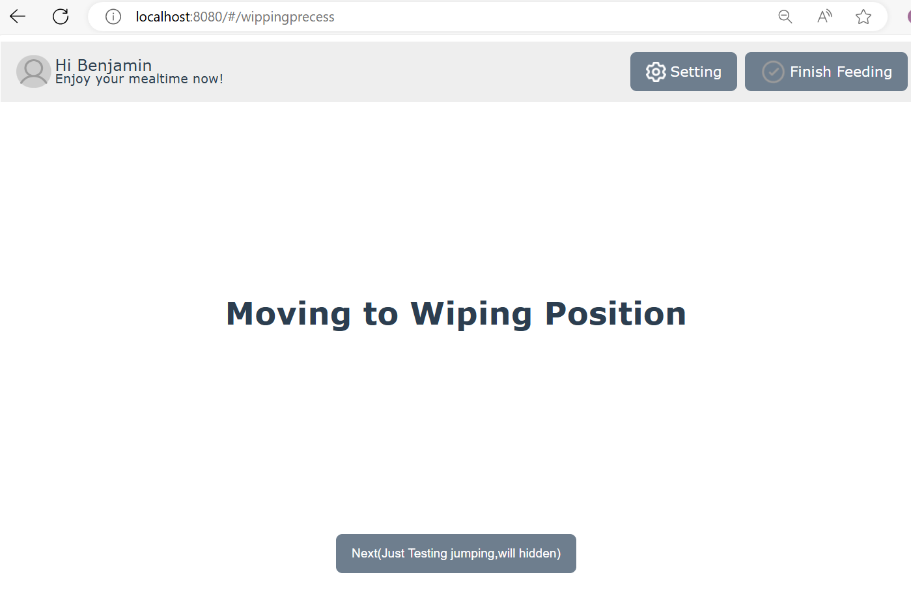 localhost:8080/#/wippingprecess
Hi Benjamin
Enjoy your mealtime now!
Setting
Finish Feeding
Moving to Wiping Position
Next(Just Testing jumping,will hidden)